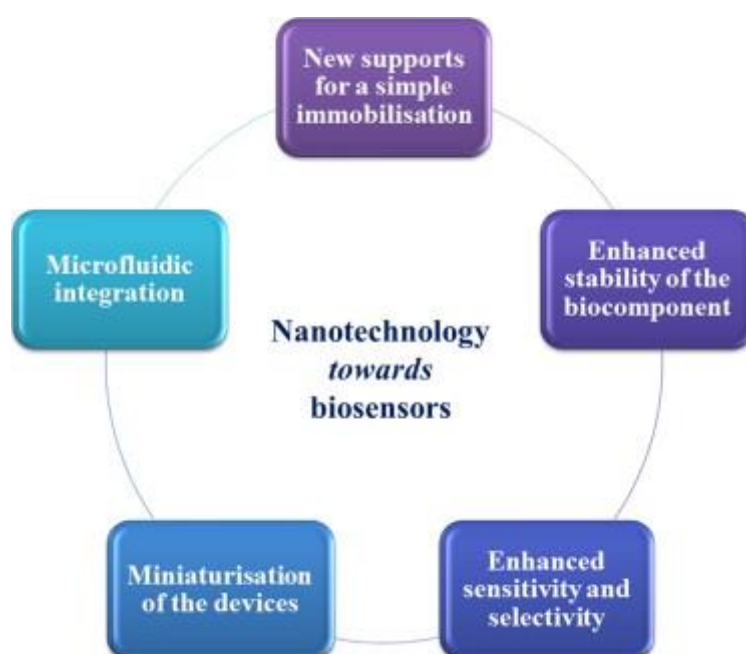 New supports
for a simple
immobilisation
Enhanced
stability of the
biocomponent
Enhanced
sensitivity and
selectivity
Miniaturisation
of the devices
Microfluidic
integration
Nanotechnology
towards
biosensors